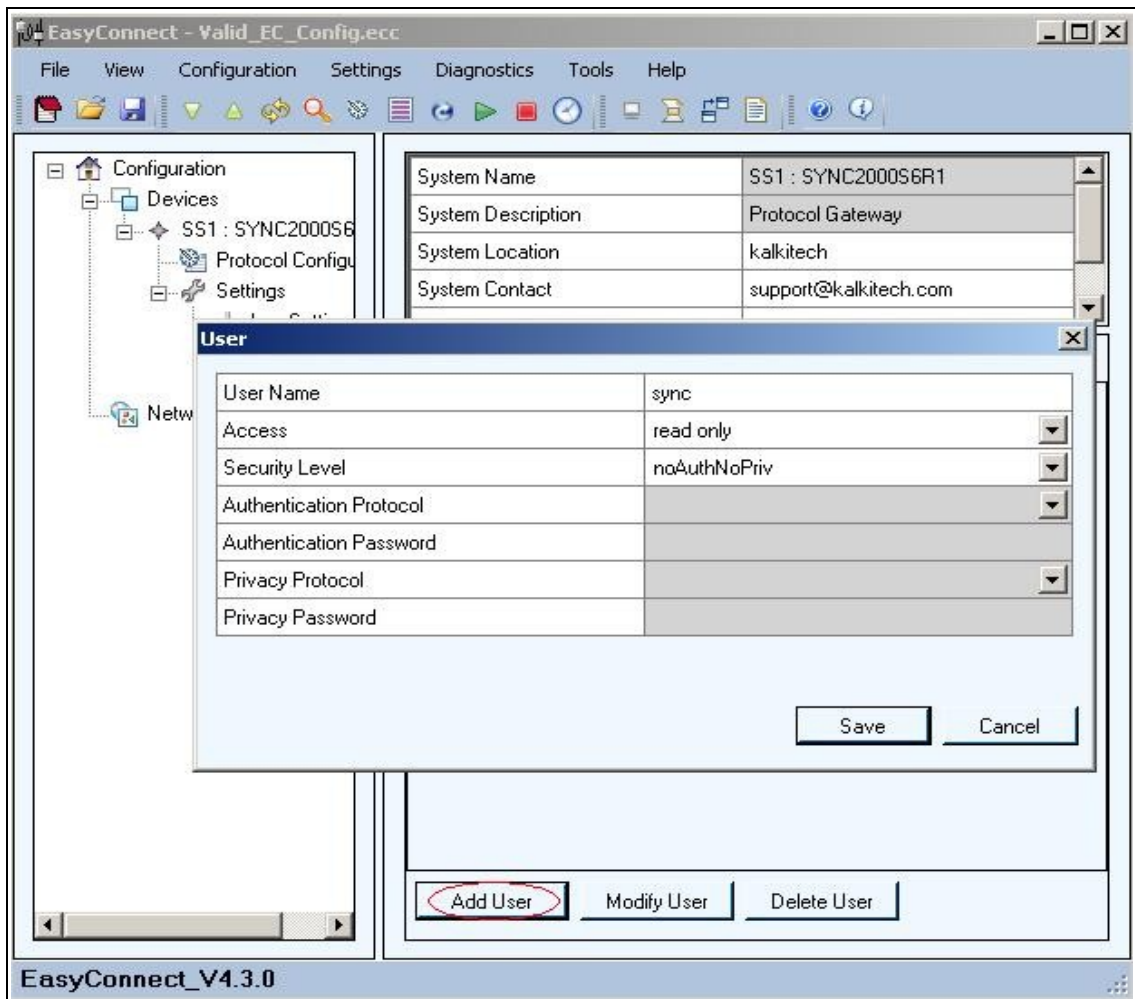 EasyConnect - Valid_EC_Config.ecc
File View Configuration Settings Diagnostics Tools Help
Configuration
Devices
SS1 : SYNC2000S6
Protocol Configu
Settings
Netw
System Name SS1 : SYNC2000S6R1
System Description Protocol Gateway
System Location kalkitech
System Contact support@kalkitech.com
User
User Name sync
Access read only
Security Level noAuthNoPriv
Authentication Protocol
Authentication Password
Privacy Protocol
Privacy Password
Save Cancel
Add User Modify User Delete User
EasyConnect_V4.3.0